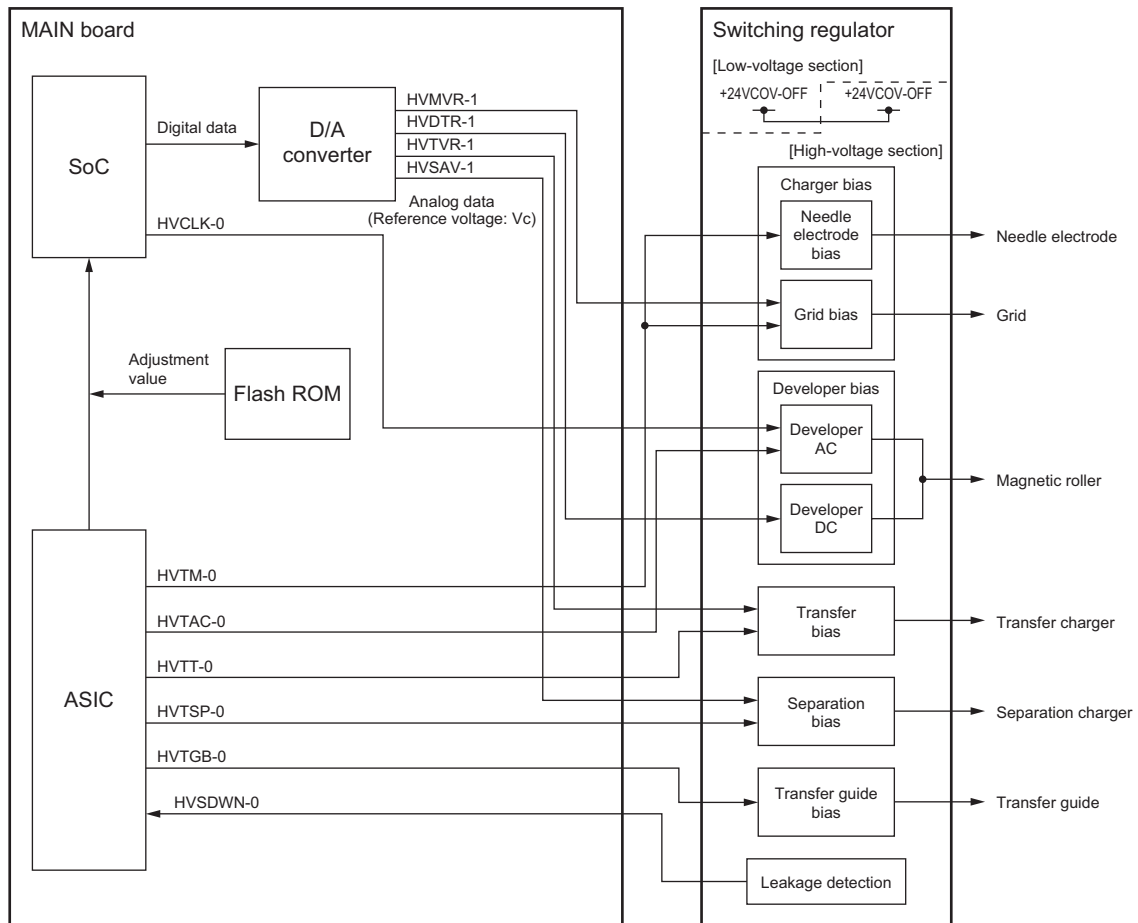 MAIN board
SoC
Digital data
D/A
converter
HVMVR-1
HVDTR-1
HVTVR-1
HVSAV-1
Analog data
(Reference voltage: Vc)
HVCLK-0
Adjustment
value
Flash ROM
ASIC
HVTM-0
HVTAC-0
HVTT-0
HVTSP-0
HVTGB-0
HVSDWN-0
Switching regulator
[Low-voltage section]
+24VCOV-OFF
+24VCOV-OFF
[High-voltage section]
Charger bias
Needle
electrode
bias
Grid bias
Developer bias
Developer
AC
Developer
DC
Transfer
bias
Separation
bias
Transfer guide
bias
Leakage detection
Needle electrode
Grid
Magnetic roller
Transfer charger
Separation charger
Transfer guide